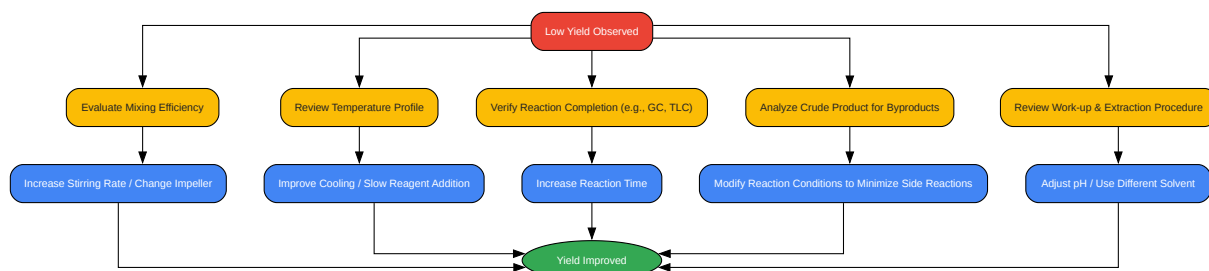 Low Yield Observed
Evaluate Mixing Efficiency
Review Temperature Profile
Verify Reaction Completion (e.g., GC, TLC)
Analyze Crude Product for Byproducts
Review Work-up & Extraction Procedure
Increase Stirring Rate / Change Impeller
Improve Cooling / Slow Reagent Addition
Increase Reaction Time
Modify Reaction Conditions to Minimize Side Reactions
Adjust pH / Use Different Solvent
Yield Improved